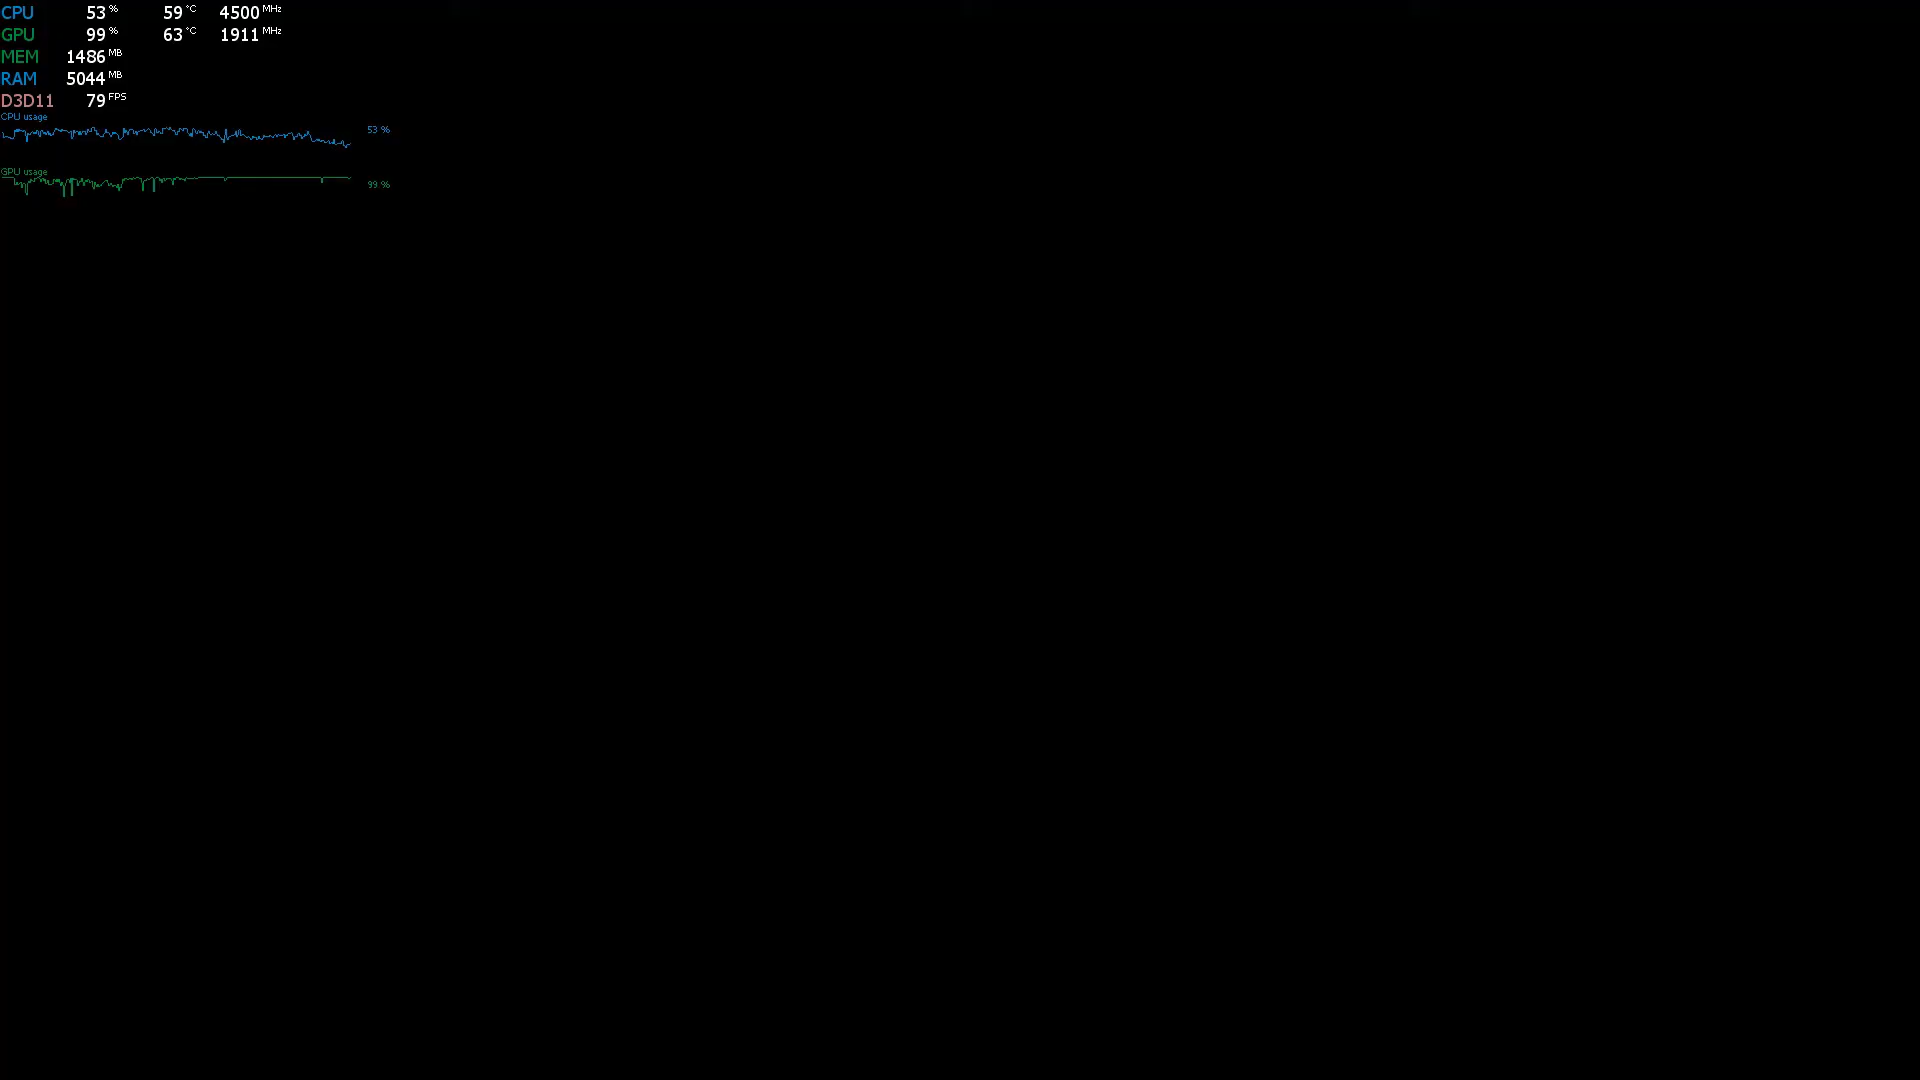 CPU 53 % 59 °C 4500 MHz
GPU 99 % 63 °C 1911 MHz
MEM 1486 MB
RAM 5044 MB
D3D11 79 FPS
CPU usage
53 %
GPU usage
99 %